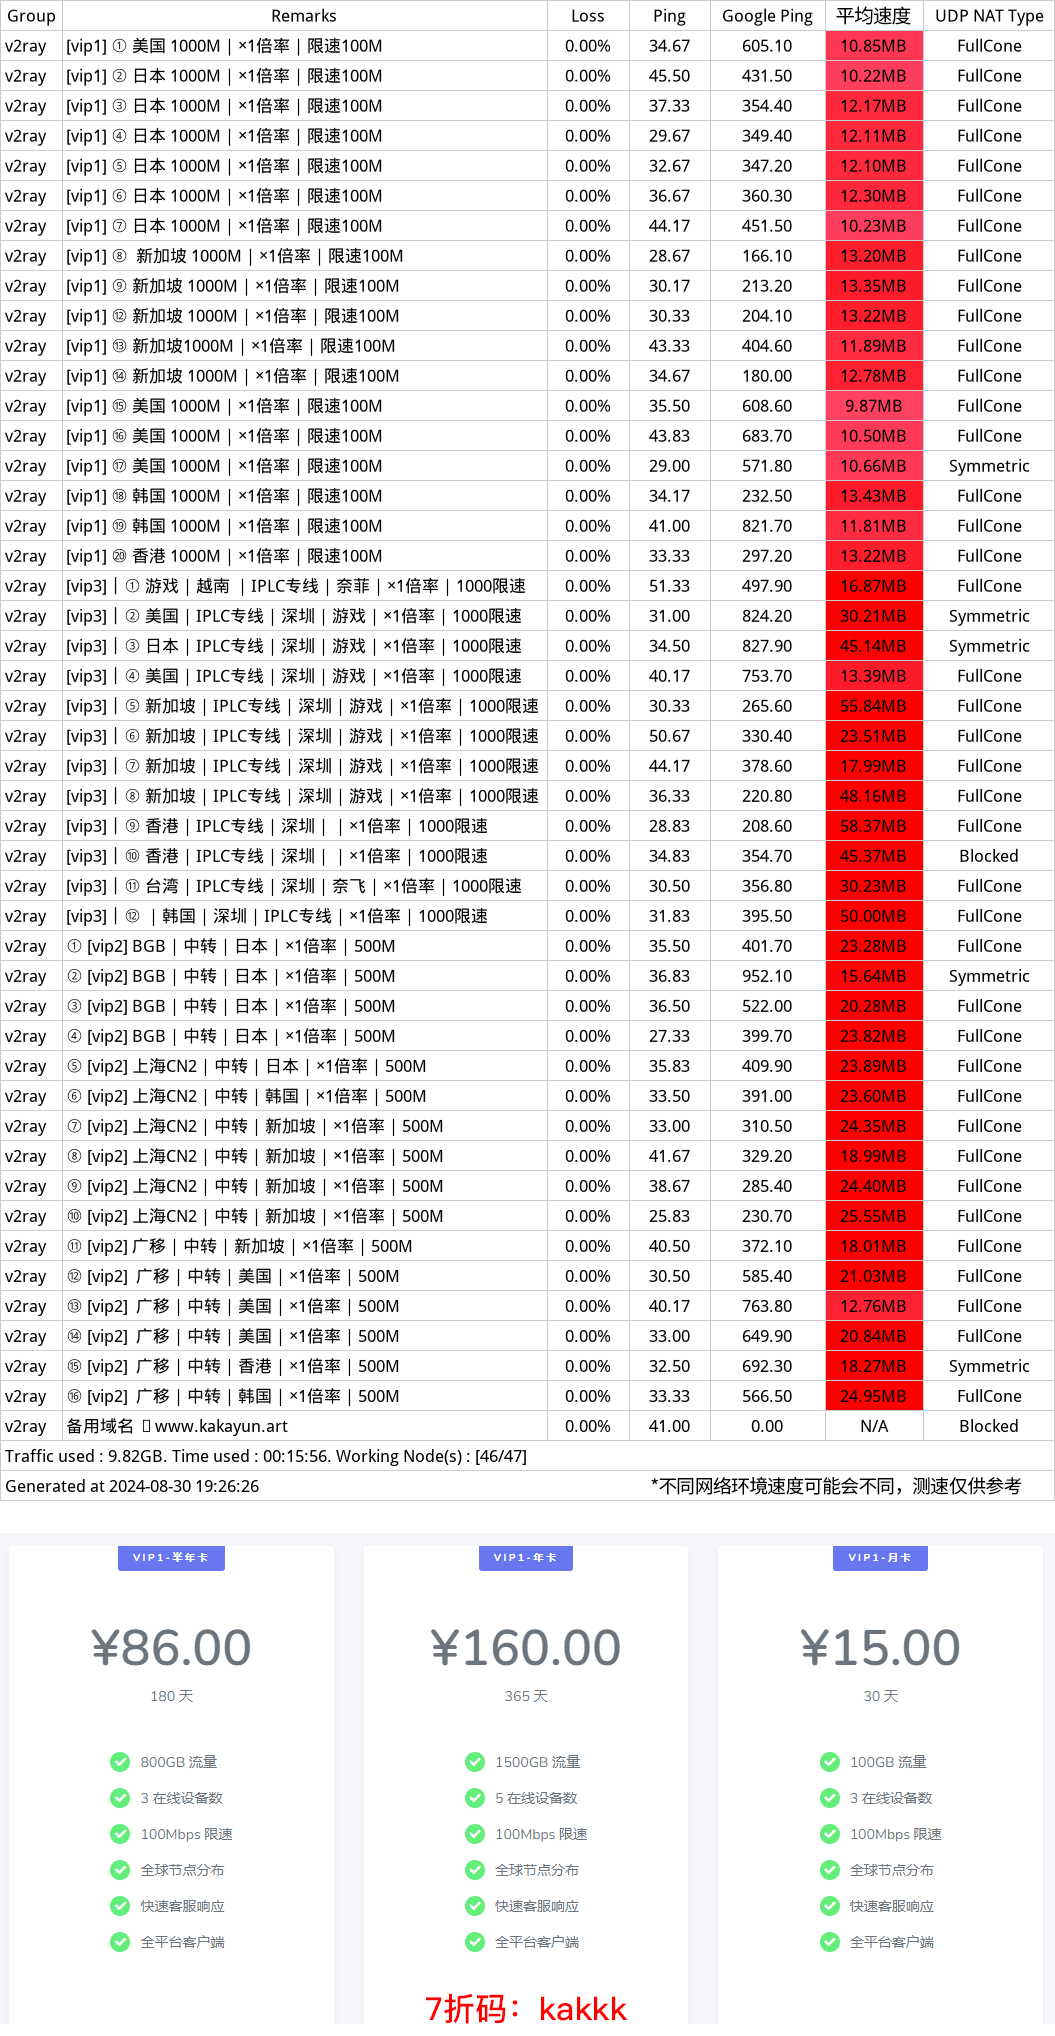 Group Remarks Loss Ping Google Ping 平均速度 UDP NAT Type
v2ray [vip1] ① 美国 1000M | ×1倍率 | 限速100M 0.00% 34.67 605.10 10.85MB FullCone
v2ray [vip1] ② 日本 1000M | ×1倍率 | 限速100M 0.00% 45.50 431.50 10.22MB FullCone
v2ray [vip1] ③ 日本 1000M | ×1倍率 | 限速100M 0.00% 37.33 354.40 12.17MB FullCone
v2ray [vip1] ④ 日本 1000M | ×1倍率 | 限速100M 0.00% 29.67 349.40 12.11MB FullCone
v2ray [vip1] ⑤ 日本 1000M | ×1倍率 | 限速100M 0.00% 32.67 347.20 12.10MB FullCone
v2ray [vip1] ⑥ 日本 1000M | ×1倍率 | 限速100M 0.00% 36.67 360.30 12.30MB FullCone
v2ray [vip1] ⑦ 日本 1000M | ×1倍率 | 限速100M 0.00% 44.17 451.50 10.23MB FullCone
v2ray [vip1] ⑧ 新加坡 1000M | ×1倍率 | 限速100M 0.00% 28.67 166.10 13.20MB FullCone
v2ray [vip1] ⑨ 新加坡 1000M | ×1倍率 | 限速100M 0.00% 30.17 213.20 13.35MB FullCone
v2ray [vip1] ⑫ 新加坡 1000M | ×1倍率 | 限速100M 0.00% 30.33 204.10 13.22MB FullCone
v2ray [vip1] ⑬ 新加坡1000M | ×1倍率 | 限速100M 0.00% 43.33 404.60 11.89MB FullCone
v2ray [vip1] ⑭ 新加坡 1000M | ×1倍率 | 限速100M 0.00% 34.67 180.00 12.78MB FullCone
v2ray [vip1] ⑮ 美国 1000M | ×1倍率 | 限速100M 0.00% 35.50 608.60 9.87MB FullCone
v2ray [vip1] ⑯ 美国 1000M | ×1倍率 | 限速100M 0.00% 43.83 683.70 10.50MB FullCone
v2ray [vip1] ⑰ 美国 1000M | ×1倍率 | 限速100M 0.00% 29.00 571.80 10.66MB Symmetric
v2ray [vip1] ⑱ 韩国 1000M | ×1倍率 | 限速100M 0.00% 34.17 232.50 13.43MB FullCone
v2ray [vip1] ⑲ 韩国 1000M | ×1倍率 | 限速100M 0.00% 41.00 821.70 11.81MB FullCone
v2ray [vip1] ⑳ 香港 1000M | ×1倍率 | 限速100M 0.00% 33.33 297.20 13.22MB FullCone
v2ray [vip3] | ① 游戏 | 越南 | IPLC专线 | 奈菲 | ×1倍率 | 1000限速 0.00% 51.33 497.90 16.87MB FullCone
v2ray [vip3] | ② 美国 | IPLC专线 | 深圳 | 游戏 | ×1倍率 | 1000限速 0.00% 31.00 824.20 30.21MB Symmetric
v2ray [vip3] | ③ 日本 | IPLC专线 | 深圳 | 游戏 | ×1倍率 | 1000限速 0.00% 34.50 827.90 45.14MB Symmetric
v2ray [vip3] | ④ 美国 | IPLC专线 | 深圳 | 游戏 | ×1倍率 | 1000限速 0.00% 40.17 753.70 13.39MB FullCone
v2ray [vip3] | ⑤ 新加坡 | IPLC专线 | 深圳 | 游戏 | ×1倍率 | 1000限速 0.00% 30.33 265.60 55.84MB FullCone
v2ray [vip3] | ⑥ 新加坡 | IPLC专线 | 深圳 | 游戏 | ×1倍率 | 1000限速 0.00% 50.67 330.40 23.51MB FullCone
v2ray [vip3] | ⑦ 新加坡 | IPLC专线 | 深圳 | 游戏 | ×1倍率 | 1000限速 0.00% 44.17 378.60 17.99MB FullCone
v2ray [vip3] | ⑧ 新加坡 | IPLC专线 | 深圳 | 游戏 | ×1倍率 | 1000限速 0.00% 36.33 220.80 48.16MB FullCone
v2ray [vip3] | ⑨ 香港 | IPLC专线 | 深圳 | | ×1倍率 | 1000限速 0.00% 28.83 208.60 58.37MB FullCone
v2ray [vip3] | ⑩ 香港 | IPLC专线 | 深圳 | | ×1倍率 | 1000限速 0.00% 34.83 354.70 45.37MB Blocked
v2ray [vip3] | ⑪ 台湾 | IPLC专线 | 深圳 | 奈飞 | ×1倍率 | 1000限速 0.00% 30.50 356.80 30.23MB FullCone
v2ray [vip3] | ⑫ | 韩国 | 深圳 | IPLC专线 | ×1倍率 | 1000限速 0.00% 31.83 395.50 50.00MB FullCone
v2ray ① [vip2] BGB | 中转 | 日本 | ×1倍率 | 500M 0.00% 35.50 401.70 23.28MB FullCone
v2ray ② [vip2] BGB | 中转 | 日本 | ×1倍率 | 500M 0.00% 36.83 952.10 15.64MB Symmetric
v2ray ③ [vip2] BGB | 中转 | 日本 | ×1倍率 | 500M 0.00% 36.50 522.00 20.28MB FullCone
v2ray ④ [vip2] BGB | 中转 | 日本 | ×1倍率 | 500M 0.00% 27.33 399.70 23.82MB FullCone
v2ray ⑤ [vip2] 上海CN2 | 中转 | 日本 | ×1倍率 | 500M 0.00% 35.83 409.90 23.89MB FullCone
v2ray ⑥ [vip2] 上海CN2 | 中转 | 韩国 | ×1倍率 | 500M 0.00% 33.50 391.00 23.60MB FullCone
v2ray ⑦ [vip2] 上海CN2 | 中转 | 新加坡 | ×1倍率 | 500M 0.00% 33.00 310.50 24.35MB FullCone
v2ray ⑧ [vip2] 上海CN2 | 中转 | 新加坡 | ×1倍率 | 500M 0.00% 41.67 329.20 18.99MB FullCone
v2ray ⑨ [vip2] 上海CN2 | 中转 | 新加坡 | ×1倍率 | 500M 0.00% 38.67 285.40 24.40MB FullCone
v2ray ⑩ [vip2] 上海CN2 | 中转 | 新加坡 | ×1倍率 | 500M 0.00% 25.83 230.70 25.55MB FullCone
v2ray ⑪ [vip2] 广移 | 中转 | 新加坡 | ×1倍率 | 500M 0.00% 40.50 372.10 18.01MB FullCone
v2ray ⑫ [vip2] 广移 | 中转 | 美国 | ×1倍率 | 500M 0.00% 30.50 585.40 21.03MB FullCone
v2ray ⑬ [vip2] 广移 | 中转 | 美国 | ×1倍率 | 500M 0.00% 40.17 763.80 12.76MB FullCone
v2ray ⑭ [vip2] 广移 | 中转 | 美国 | ×1倍率 | 500M 0.00% 33.00 649.90 20.84MB FullCone
v2ray ⑮ [vip2] 广移 | 中转 | 香港 | ×1倍率 | 500M 0.00% 32.50 692.30 18.27MB Symmetric
v2ray ⑯ [vip2] 广移 | 中转 | 韩国 | ×1倍率 | 500M 0.00% 33.33 566.50 24.95MB FullCone
v2ray 备用域名 www.kakayun.art 0.00% 41.00 0.00 N/A Blocked
Traffic used : 9.82GB. Time used : 00:15:56. Working Node(s) : [46/47]
Generated at 2024-08-30 19:26:26 *不同网络环境速度可能会不同，测速仅供参考
VIP1-半年卡
¥86.00
180 天
800GB 流量
3 在线设备数
100Mbps 限速
全球节点分布
快速客服响应
全平台客户端
VIP1-年卡
¥160.00
365 天
1500GB 流量
5 在线设备数
100Mbps 限速
全球节点分布
快速客服响应
全平台客户端
VIP1-月卡
¥15.00
30 天
100GB 流量
3 在线设备数
100Mbps 限速
全球节点分布
快速客服响应
全平台客户端
7折码：kakkk